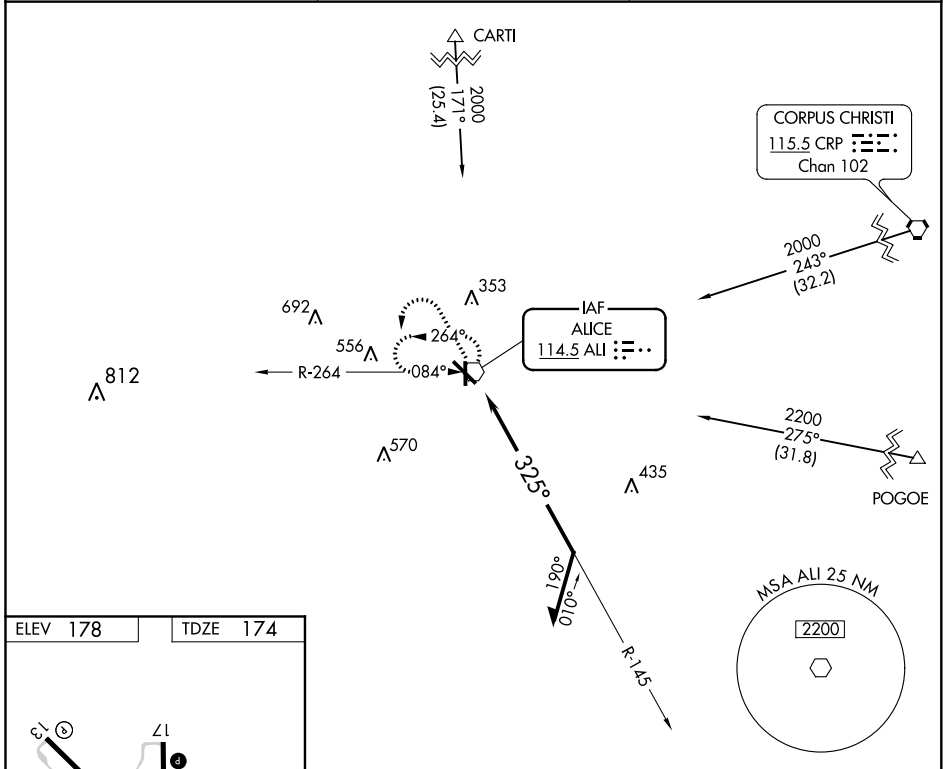 CARTI
2000
171°
(25.4)
CORPUS CHRISTI
115.5 CRP
Chan 102
2000
243°
(32.2)
353
692
IAF
ALICE
114.5 ALI
264°
556
R-264
084°
812
2200
275°
(31.8)
570
325°
435
POGOE
190°
010°
MSA ALI 25 NM
2200
R-145
ELEV 178
TDZE 174
13
P
17
P